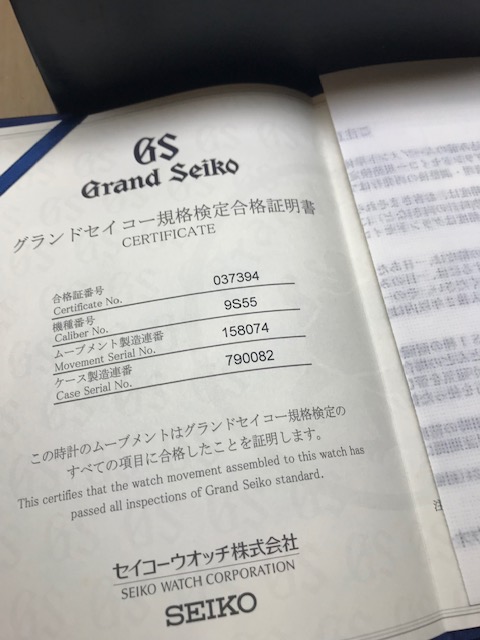 GS
Grand Seiko
グランドセイコー規格検定合格証明書
CERTIFICATE
合格証番号
Certificate No. 037394
機種番号
Caliber No. 9S55
ムーブメント製造連番
Movement Serial No. 158074
ケース製造連番
Case Serial No. 790082
この時計のムーブメントはグランドセイコー規格検定の
すべての項目に合格したことを証明します。
This certifies that the watch movement assembled to this watch has
passed all inspections of Grand Seiko standard.
セイコーウオッチ株式会社
SEIKO WATCH CORPORATION
SEIKO
注